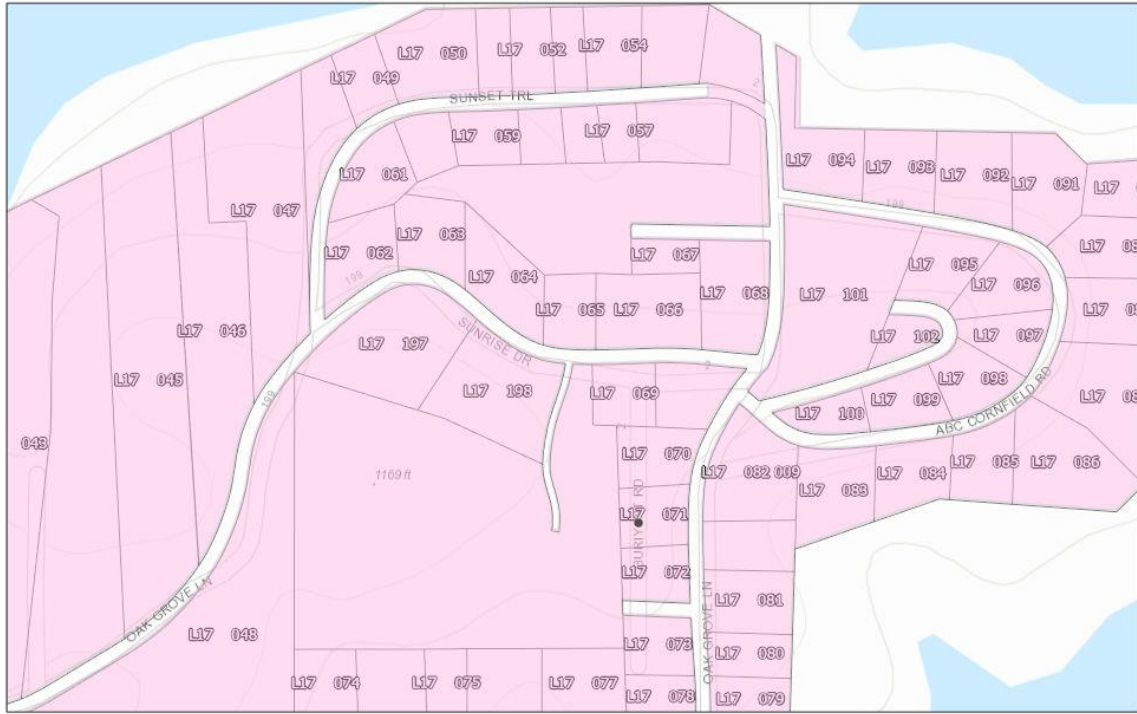 L17 050
L17 052
L17 054
L17 049
SUNSET TRL
L17 059
L17 057
L17 061
L17 094
L17 093
L17 092
L17 091
L17
L17 047
199
L17 063
L17 062
L17 067
L17 064
L17 095
L17 096
L17 068
L17 101
199
L17 065
L17 066
L17 046
L17 102
L17 097
L17 197
SUNRISE DR
L17 045
L17 198
L17 069
2
L17 098
L17 099
L17 100
199
ABC CORNFIELD RD
043
L17 070
1169 ft
L17 082 009
L17 083
L17 084
L17 085
L17 086
L17 071
L17 072
OAK GROVE LN
L17 081
OAK GROVE LN
L17 048
L17 073
L17 080
L17 074
L17 075
L17 077
L17 078
L17 079